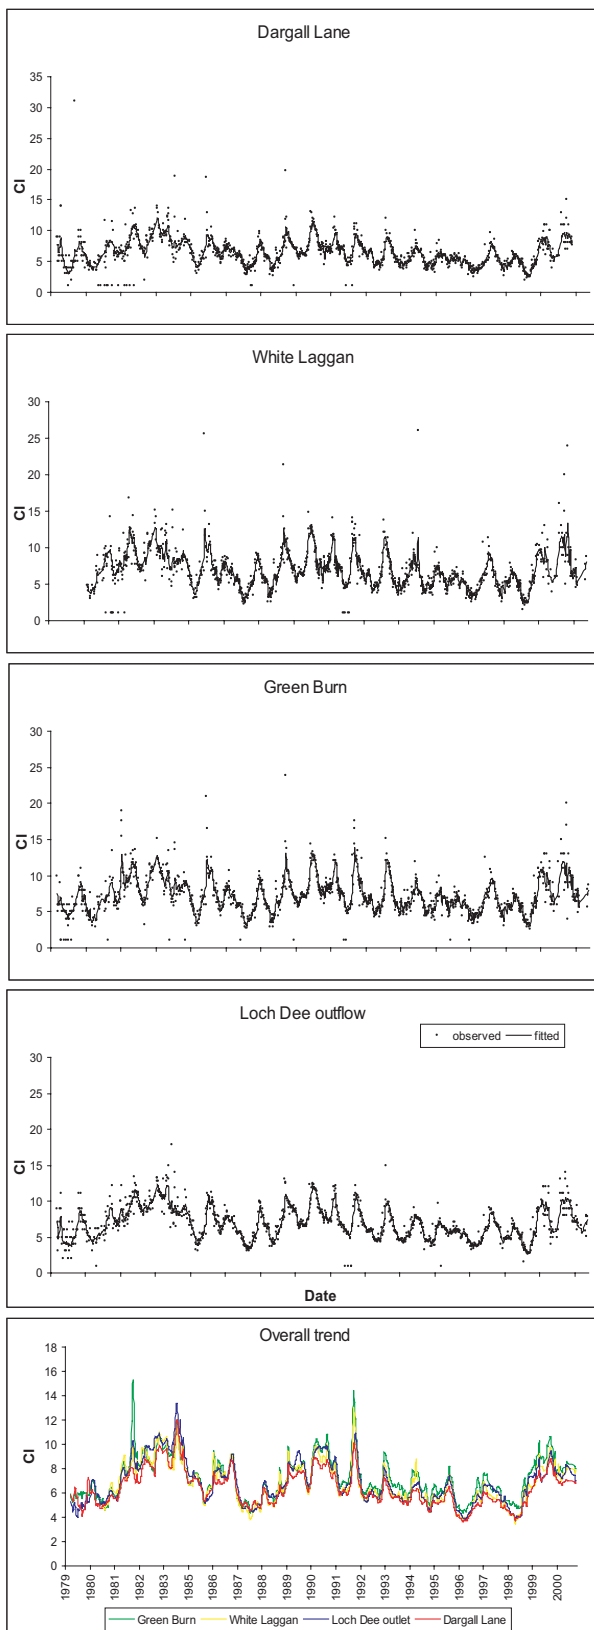 Dargall Lane
35
30
25
20
15
10
5
0
Cl
White Laggan
30
25
20
15
10
5
0
Cl
Green Burn
30
25
20
15
10
5
0
Cl
Loch Dee outflow
observed fitted
30
25
20
15
10
5
0
Cl
Date
Overall trend
18
16
14
12
10
8
6
4
2
0
Cl
1979 1980 1981 1982 1983 1984 1985 1986 1987 1988 1989 1990 1991 1992 1993 1994 1995 1996 1997 1998 1999 2000
Green Burn White Laggan Loch Dee outlet Dargall Lane